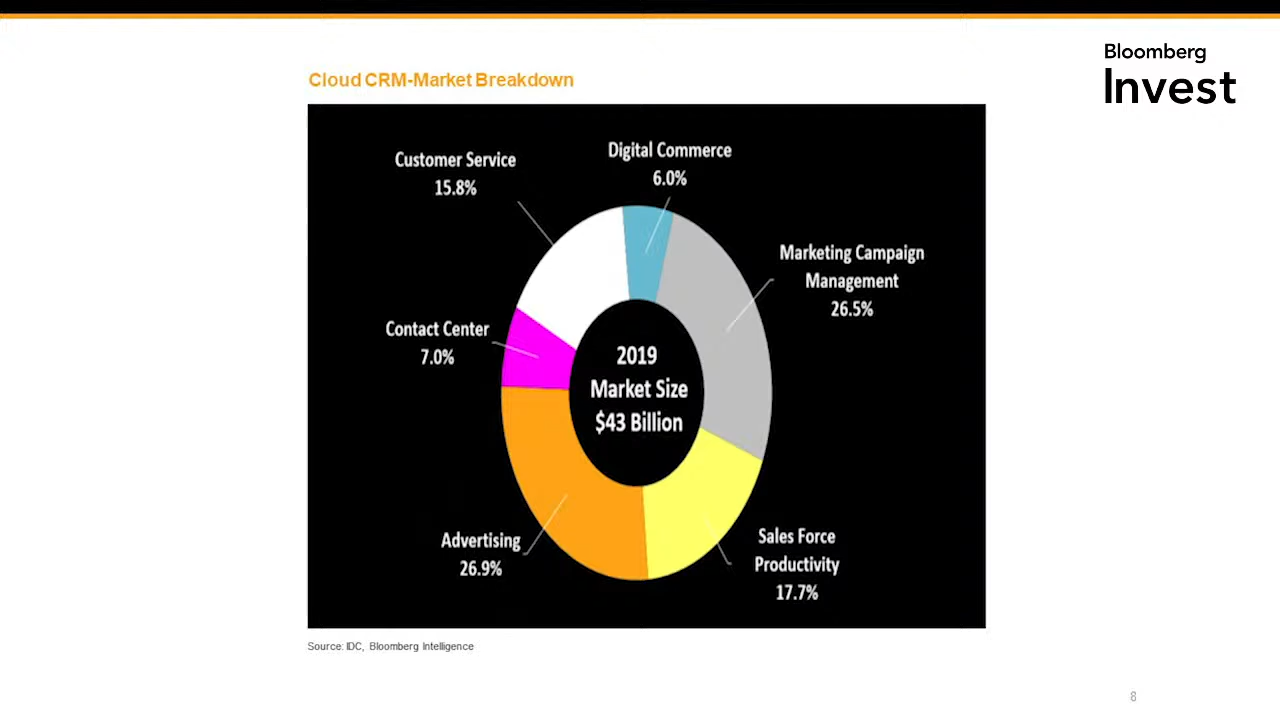 Bloomberg
Invest
Cloud CRM-Market Breakdown
Digital Commerce
6.0%
Customer Service
15.8%
Marketing Campaign
Management
26.5%
Contact Center
7.0%
2019
Market Size
$43 Billion
Advertising
26.9%
Sales Force
Productivity
17.7%
Source: IDC, Bloomberg Intelligence
8